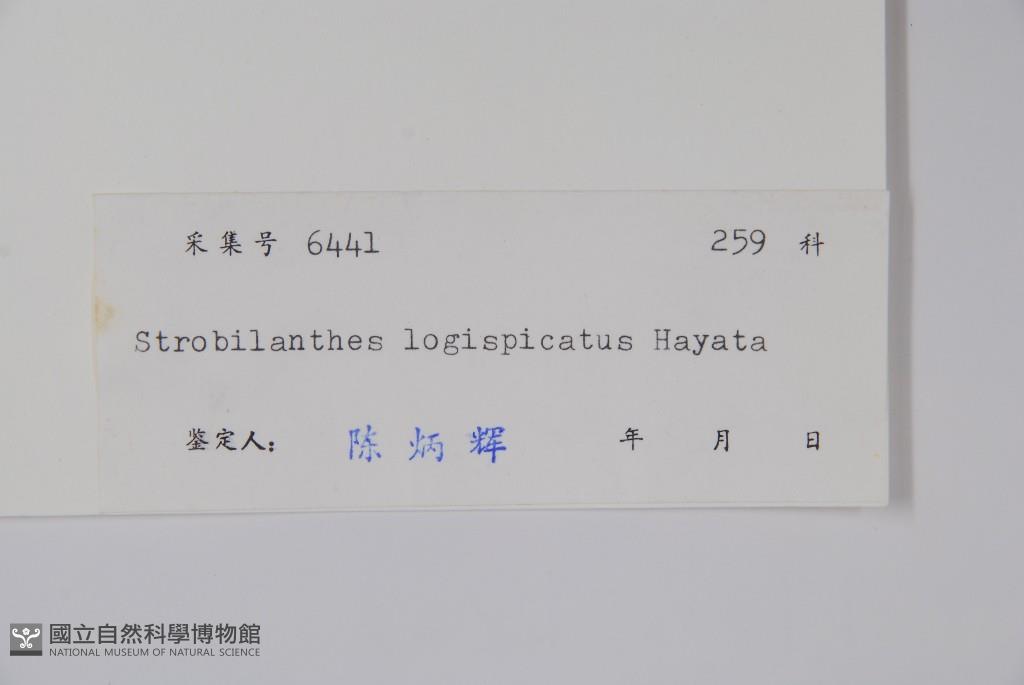 采集号 6441 259 科
Strobilanthes logispicatus Hayata
鉴定人: 陈炳辉 年 月 日
國立自然科學博物館
NATIONAL MUSEUM OF NATURAL SCIENCE